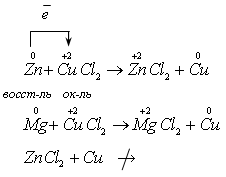 e̅
0 +2 +2 0
Zn + CuCl₂ → ZnCl₂ + Cu
восст-ль ок-ль
0 +2 +2 0
Mg + CuCl₂ → MgCl₂ + Cu
ZnCl₂ + Cu ↛